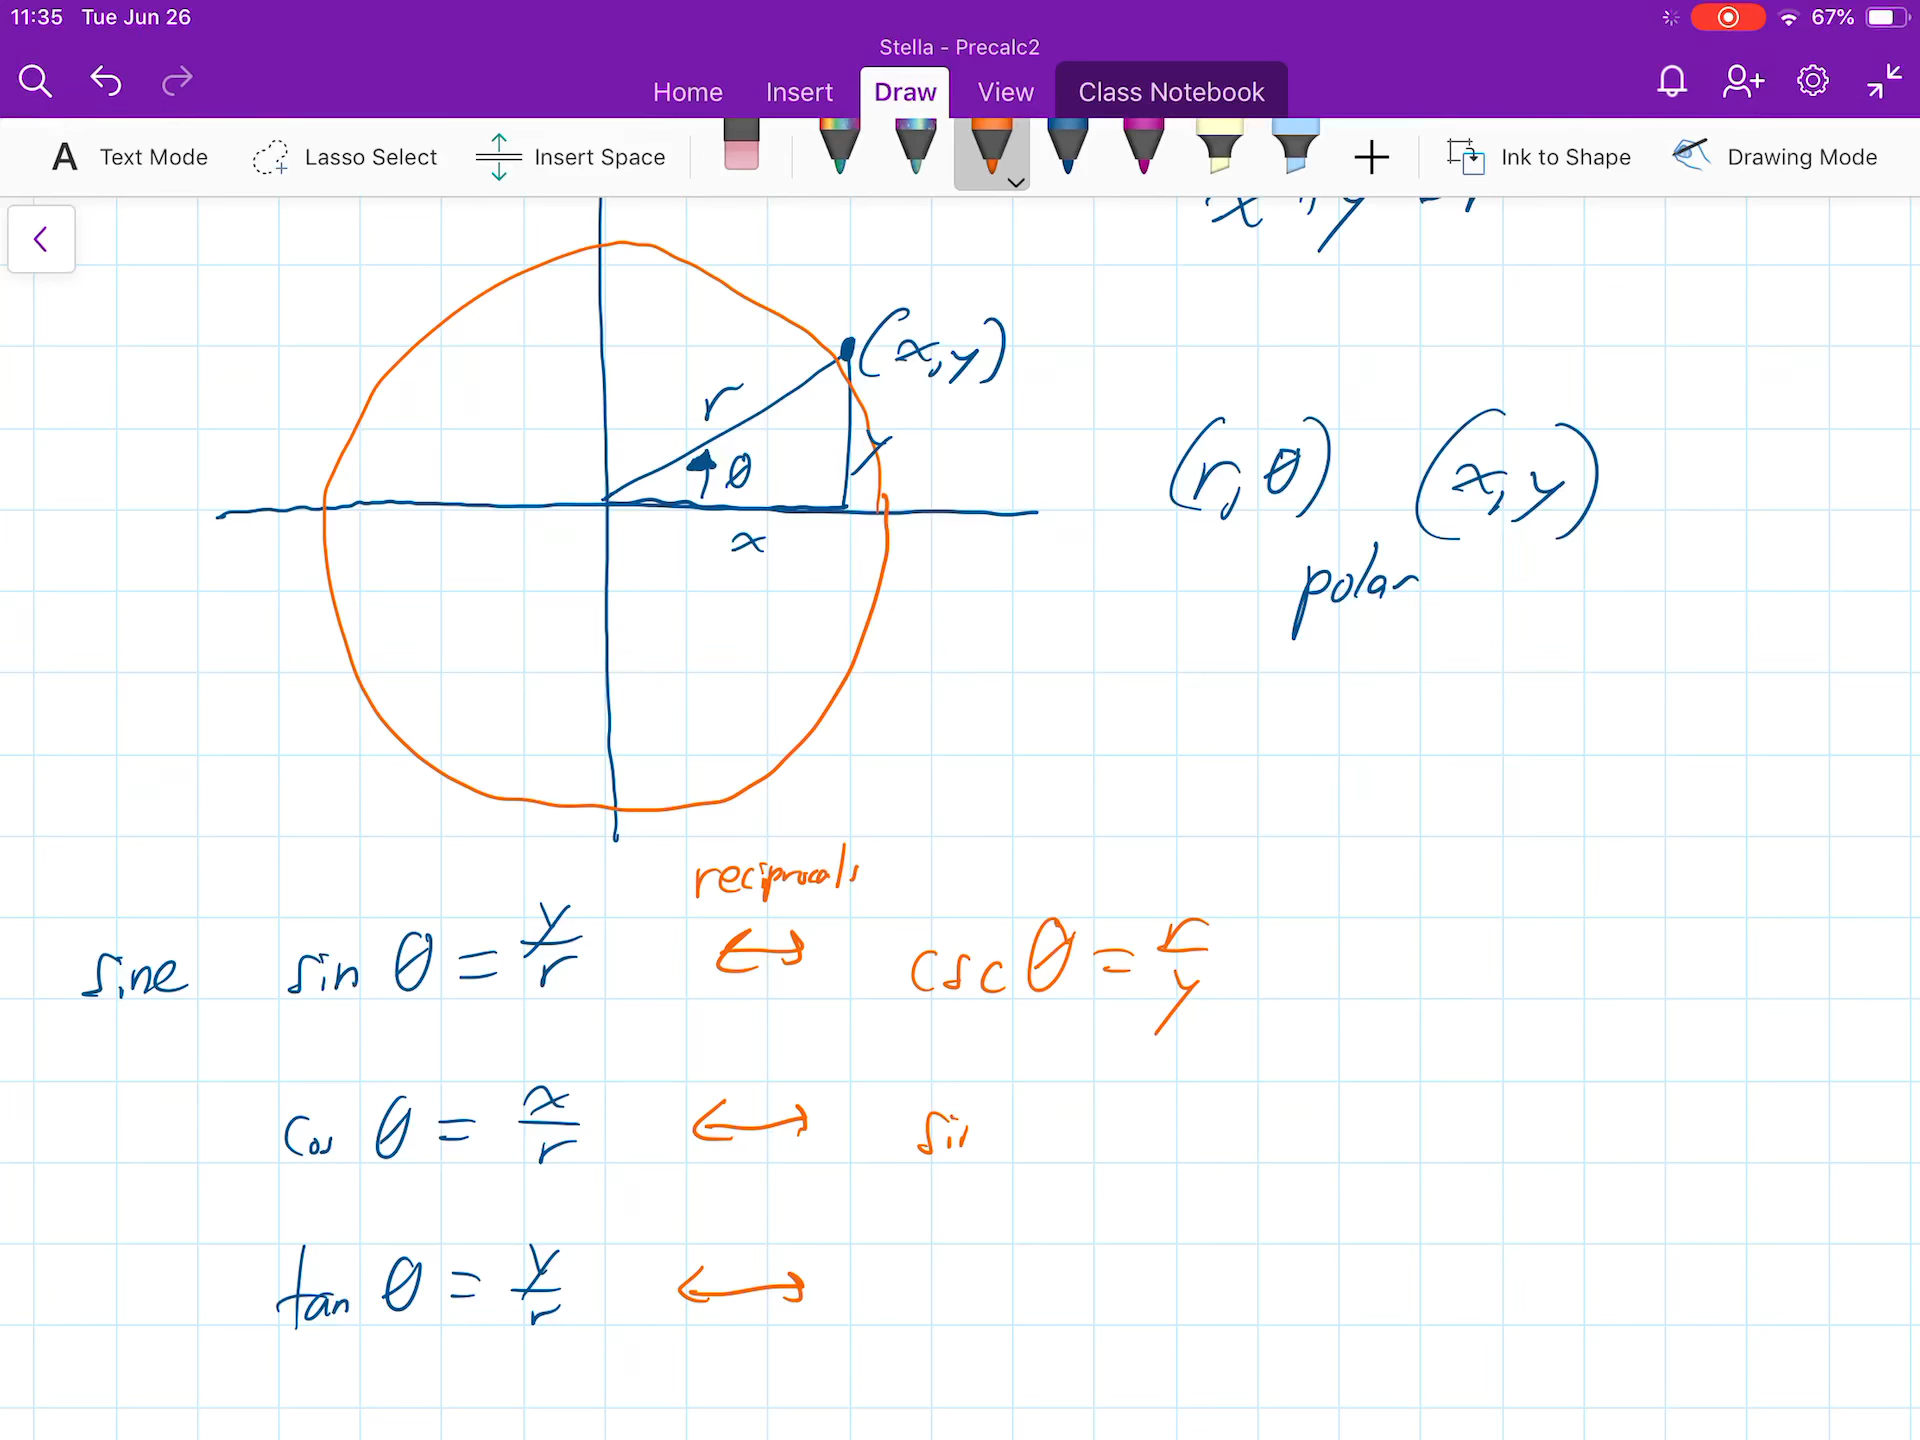 11:35 Tue Jun 26 67%
Stella - Precalc2
Home Insert Draw View Class Notebook
A Text Mode Lasso Select Insert Space Ink to Shape Drawing Mode
(x, y)
r
θ
y
x
(r, θ) (x, y)
polar
reciprocals
sine sin θ = y/r ↔ csc θ = r/y
cos θ = x/r ↔ sin
tan θ = y/r ↔